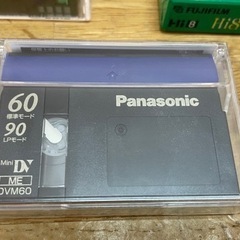 FUJIFILM
Hi8
Hi8
60
標準モード
Panasonic
90
LPモード
Mini DV
ME
DVM60